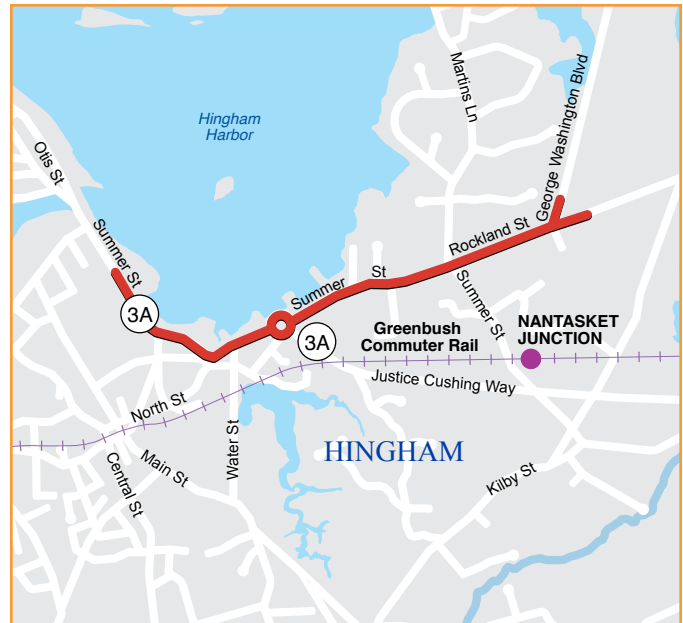 Hingham
Harbor
Martins Ln
George Washington Blvd
Otis St
Summer St
Rockland St
Summer
St
3A
3A
Summer St
NANTASKET
JUNCTION
Greenbush
Commuter Rail
Justice Cushing Way
North St
Water St
Main St
Central St
HINGHAM
Kilby St